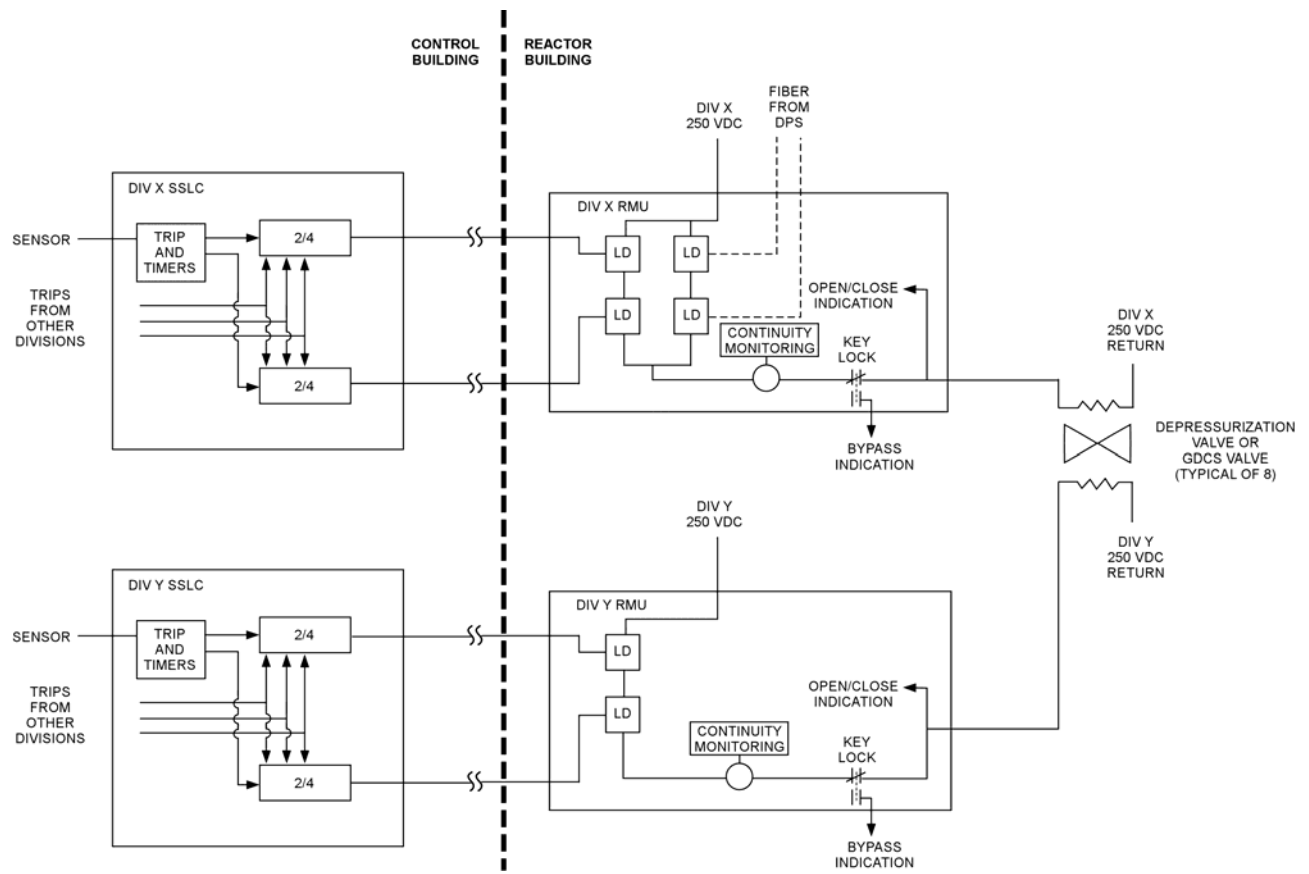 CONTROL
BUILDING
REACTOR
BUILDING
DIV X
250 VDC
FIBER
FROM
DPS
DIV X SSLC
SENSOR
TRIP
AND
TIMERS
2/4
TRIPS
FROM
OTHER
DIVISIONS
2/4
DIV X RMU
LD
LD
LD
LD
CONTINUITY
MONITORING
KEY
LOCK
OPEN/CLOSE
INDICATION
BYPASS
INDICATION
DIV X
250 VDC
RETURN
DEPRESSURIZATION
VALVE OR
GDCS VALVE
(TYPICAL OF 8)
DIV Y
250 VDC
RETURN
DIV Y
250 VDC
DIV Y SSLC
SENSOR
TRIP
AND
TIMERS
2/4
TRIPS
FROM
OTHER
DIVISIONS
2/4
DIV Y RMU
LD
LD
CONTINUITY
MONITORING
KEY
LOCK
OPEN/CLOSE
INDICATION
BYPASS
INDICATION